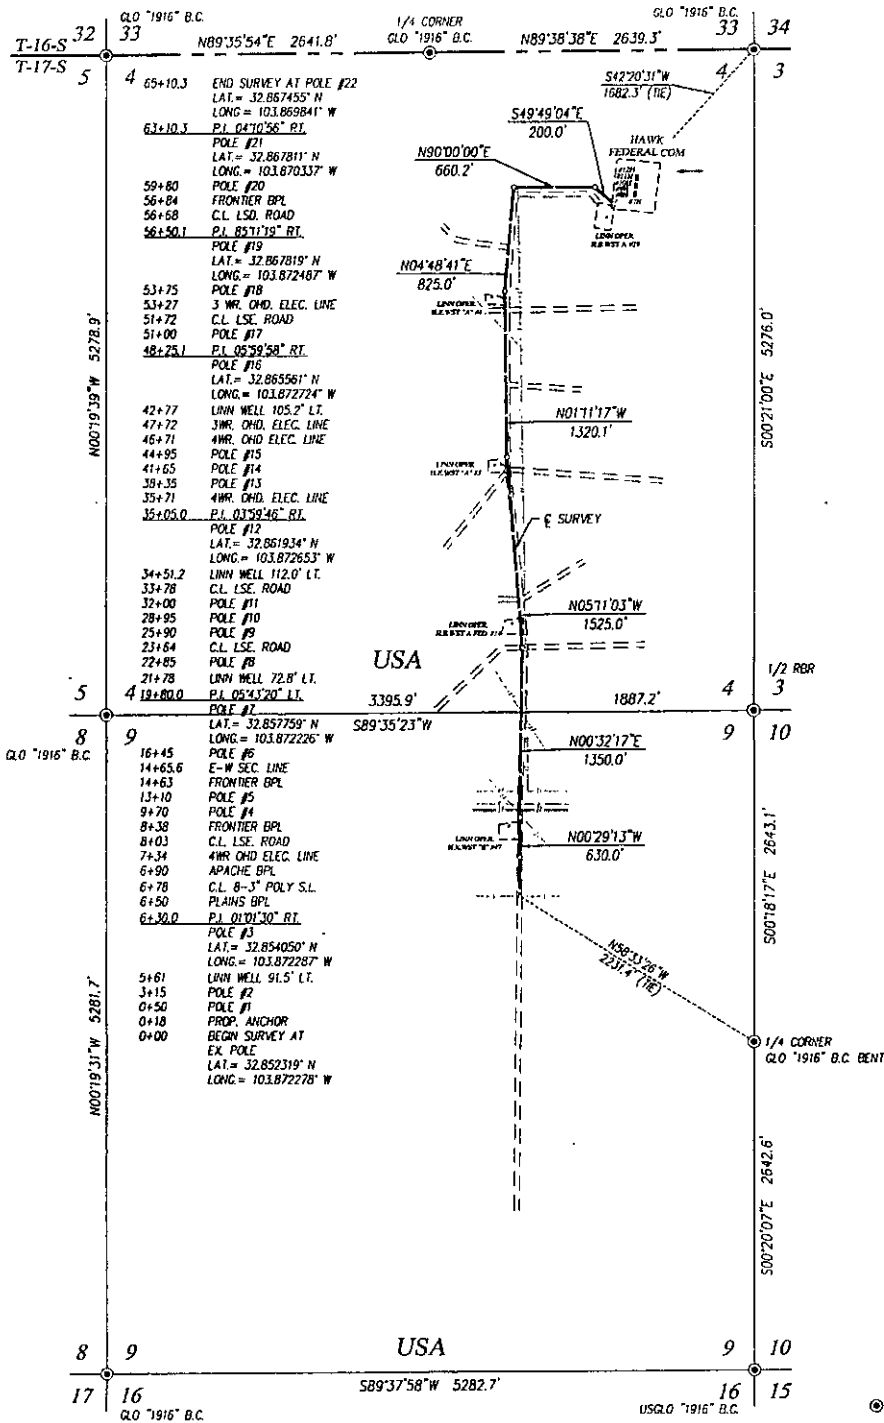 GLO "1916" B.C.
1/4 CORNER
GLO "1916" B.C.
GLO "1916" B.C.
32 33
33 34
T-16-S
T-17-S
N89°35'54"E 2641.8'
N89°38'38"E 2639.3'
5 4
4 3
65+10.3 END SURVEY AT POLE #22
LAT.= 32.867455° N
LONG = 103.869841° W
63+10.3 P.I. 04°10'56" RT.
POLE #21
LAT.= 32.867811° N
LONG.= 103.870337° W
59+80 POLE #20
56+84 FRONTIER BPL
56+68 C.L. LSD. ROAD
56+50.1 P.I. 85°11'19" RT.
POLE #19
LAT.= 32.867819° N
LONG.= 103.872487° W
53+75 POLE #18
53+27 3 WR. OHD. ELEC. LINE
51+72 C.L. LSE. ROAD
51+00 POLE #17
48+25.1 P.I. 05°59'58" RT.
POLE #16
LAT.= 32.865561° N
LONG.= 103.872724° W
42+77 LINN WELL 105.2' LT.
47+72 3WR. OHD. ELEC. LINE
46+71 4WR. OHD ELEC. LINE
44+95 POLE #15
41+65 POLE #14
38+35 POLE #13
35+71 4WR. OHD. ELEC. LINE
35+05.0 P.I. 03°59'46" RT.
POLE #12
LAT.= 32.861934° N
LONG.= 103.872653° W
34+51.2 LINN WELL 112.0' LT.
33+78 C.L. LSE. ROAD
32+00 POLE #11
28+95 POLE #10
25+90 POLE #9
23+64 C.L. LSE. ROAD
22+85 POLE #8
21+78 LINN WELL 72.8' LT.
19+80.0 P.I. 05°43'20" LT.
POLE #7
LAT.= 32.857759° N
LONG.= 103.872226° W
16+45 POLE #6
14+65.6 E-W SEC. LINE
14+63 FRONTIER BPL
13+10 POLE #5
9+70 POLE #4
8+38 FRONTIER BPL
8+03 C.L. LSE. ROAD
7+34 4WR OHD ELEC. LINE
6+90 APACHE BPL
6+78 C.L. 8-3" POLY S.L.
6+50 PLAINS BPL
6+30.0 P.I. 01°01'30" RT.
POLE #3
LAT.= 32.854050° N
LONG.= 103.872287° W
5+61 LINN WELL 91.5' LT.
3+15 POLE #2
0+50 POLE #1
0+18 PROP. ANCHOR
0+00 BEGIN SURVEY AT
EX. POLE
LAT.= 32.852319° N
LONG.= 103.872278° W
S42°20'31"W
1682.3' (TIE)
S49°49'04"E
200.0'
HAWK
FEDERAL COM
N90°00'00"E
660.2'
LINN OPER.
N04°48'41"E
825.0'
LINN OPER.
N00°19'39"W 5278.9'
S00°21'00"E 5276.0'
N01°11'17"W
1320.1'
LINN OPER.
℄ SURVEY
N05°11'03"W
1525.0'
LINN OPER.
USA
1/2 RBR
5 4
4 3
3395.9'
1887.2'
S89°35'23"W
8 9
9 10
GLO "1916" B.C.
N00°32'17"E
1350.0'
LINN OPER.
N00°29'13"W
630.0'
S00°18'17"E 2643.1'
N58°33'26"W
2231.4' (TIE)
1/4 CORNER
GLO "1916" B.C. BENT
N00°19'31"W 5281.7'
S00°20'07"E 2642.6'
USA
8 9
9 10
S89°37'58"W 5282.7'
17 16
16 15
GLO "1916" B.C.
USGLO "1916" B.C.